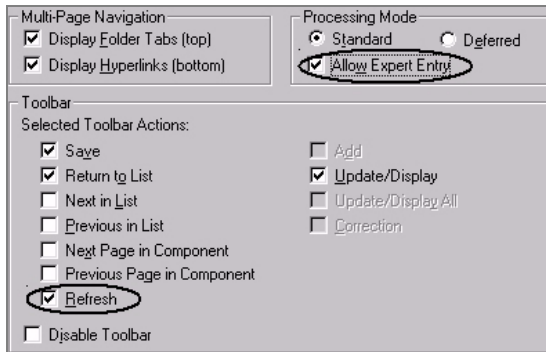 Multi-Page Navigation
Display Folder Tabs (top)
Display Hyperlinks (bottom)
Processing Mode
Standard Deferred
Allow Expert Entry
Toolbar
Selected Toolbar Actions:
Save
Return to List
Next in List
Previous in List
Next Page in Component
Previous Page in Component
Refresh
Add
Update/Display
Update/Display All
Correction
Disable Toolbar